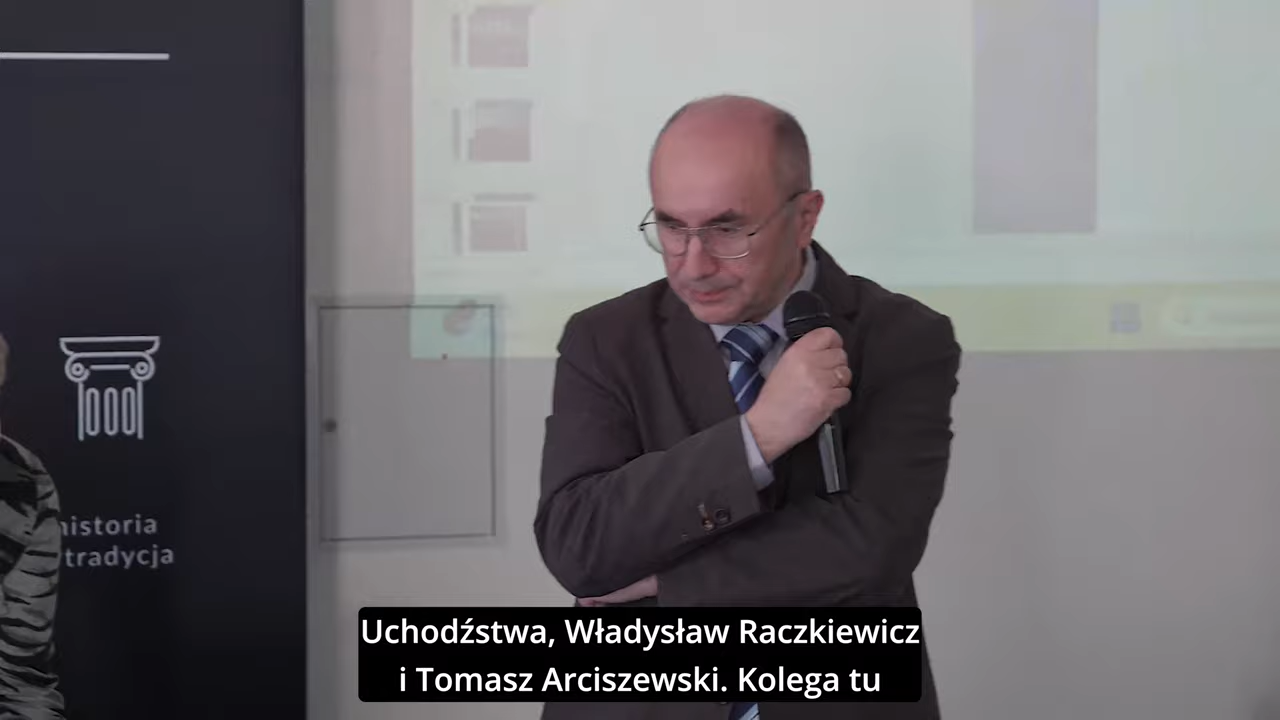 historia
tradycja
Uchodźstwa, Władysław Raczkiewicz
i Tomasz Arciszewski. Kolega tu